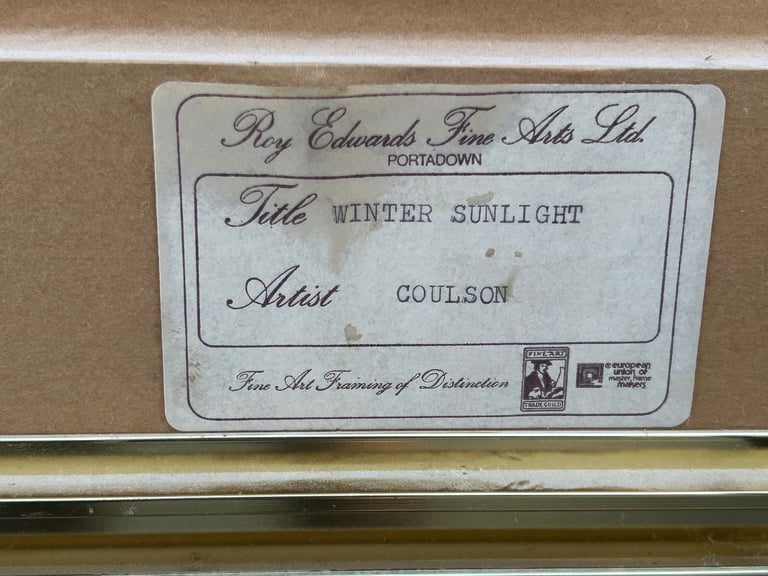 Roy Edwards Fine Arts Ltd.
PORTADOWN
Title WINTER SUNLIGHT
Artist COULSON
Fine Art Framing of Distinction
FINE ART
TRADE GUILD
european
union of
master frame
makers